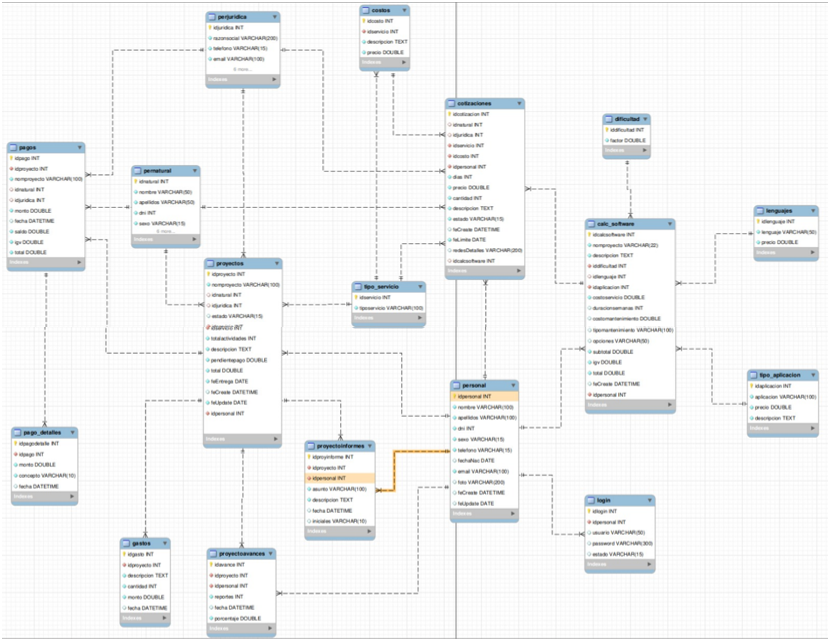 perjuridica
idjuridica INT
razonsocial VARCHAR(200)
telefono VARCHAR(15)
email VARCHAR(100)
6 more...
Indexes
costos
idcosto INT
idservicio INT
descripcion TEXT
precio DOUBLE
Indexes
cotizaciones
idcotizacion INT
idnatural INT
idjuridica INT
idservicio INT
idcosto INT
idpersonal INT
dias INT
precio DOUBLE
cantidad INT
descripcion TEXT
estado VARCHAR(15)
feCreate DATETIME
feLimite DATE
redesDetalles VARCHAR(200)
idcalcsoftware INT
Indexes
dificultad
iddificultad INT
factor DOUBLE
Indexes
pagos
idpago INT
idproyecto INT
nomproyecto VARCHAR(100)
idnatural INT
idjuridica INT
monto DOUBLE
fecha DATETIME
saldo DOUBLE
igv DOUBLE
total DOUBLE
Indexes
pernatural
idnatural INT
nombre VARCHAR(50)
apellidos VARCHAR(50)
dni INT
sexo VARCHAR(15)
6 more...
Indexes
calc_software
idcalcsoftware INT
nomproyecto VARCHAR(22)
descripcion TEXT
iddificultad INT
idlenguaje INT
idaplicacion INT
costoservicio DOUBLE
duracionsemanas INT
costomantenimiento DOUBLE
tipomantenimiento VARCHAR(100)
opciones VARCHAR(50)
subtotal DOUBLE
igv DOUBLE
total DOUBLE
feCreate DATETIME
idpersonal INT
Indexes
lenguajes
idlenguaje INT
lenguaje VARCHAR(50)
precio DOUBLE
Indexes
proyectos
idproyecto INT
nomproyecto VARCHAR(100)
idnatural INT
idjuridica INT
estado VARCHAR(15)
idservicio INT
totalactividades INT
descripcion TEXT
pendientepago DOUBLE
total DOUBLE
feEntrega DATE
feCreate DATETIME
feUpdate DATE
idpersonal INT
Indexes
tipo_servicio
idservicio INT
tiposervicio VARCHAR(100)
Indexes
tipo_aplicacion
idaplicacion INT
aplicacion VARCHAR(100)
precio DOUBLE
descripcion TEXT
Indexes
personal
idpersonal INT
nombre VARCHAR(100)
apellidos VARCHAR(100)
dni INT
sexo VARCHAR(15)
telefono VARCHAR(15)
fechaNac DATE
email VARCHAR(100)
foto VARCHAR(200)
feCreate DATETIME
feUpdate DATE
Indexes
pago_detalles
idpagodetalle INT
idpago INT
monto DOUBLE
concepto VARCHAR(10)
fecha DATETIME
Indexes
proyectoinformes
idproyinforme INT
idproyecto INT
idpersonal INT
asunto VARCHAR(100)
descripcion TEXT
fecha DATETIME
iniciales VARCHAR(10)
Indexes
login
idlogin INT
idpersonal INT
usuario VARCHAR(50)
password VARCHAR(300)
estado VARCHAR(15)
Indexes
gastos
idgasto INT
idproyecto INT
descripcion TEXT
cantidad INT
monto DOUBLE
fecha DATETIME
Indexes
proyectoavances
idavance INT
idproyecto INT
idpersonal INT
reportes INT
fecha DATETIME
porcentaje DOUBLE
Indexes